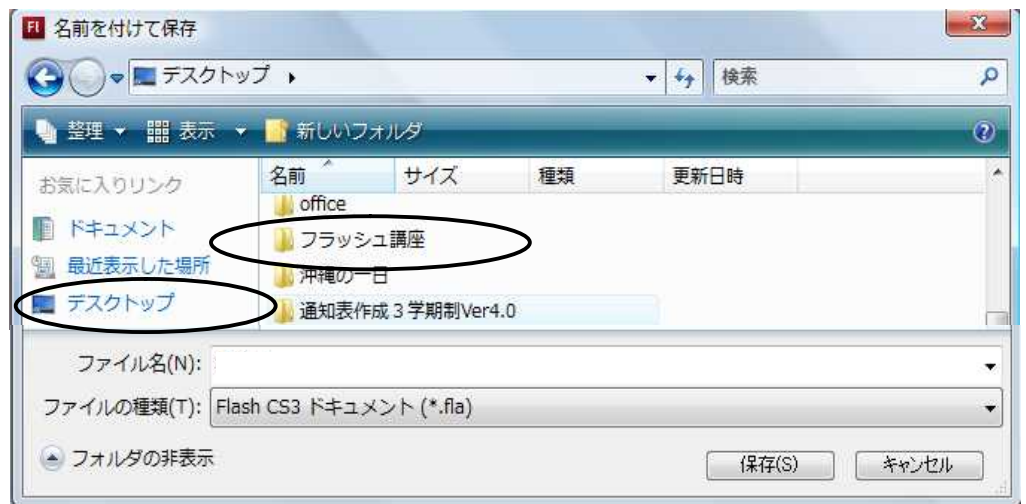 Fl 名前を付けて保存
デスクトップ
検索
整理 表示 新しいフォルダ
お気に入りリンク
ドキュメント
最近表示した場所
デスクトップ
名前 サイズ 種類 更新日時
office
フラッシュ講座
沖縄の一日
通知表作成3学期制Ver4.0
ファイル名(N):
ファイルの種類(T): Flash CS3 ドキュメント (*.fla)
フォルダの非表示 保存(S) キャンセル